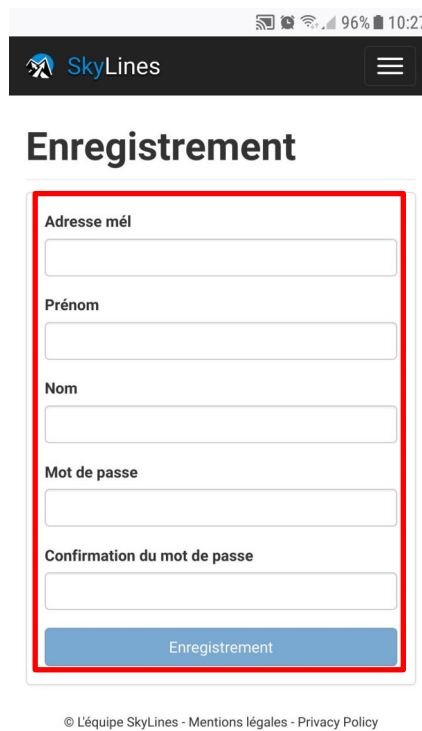 96% 10:27
SkyLines
Enregistrement
Adresse mél
Prénom
Nom
Mot de passe
Confirmation du mot de passe
Enregistrement
© L'équipe SkyLines - Mentions légales - Privacy Policy